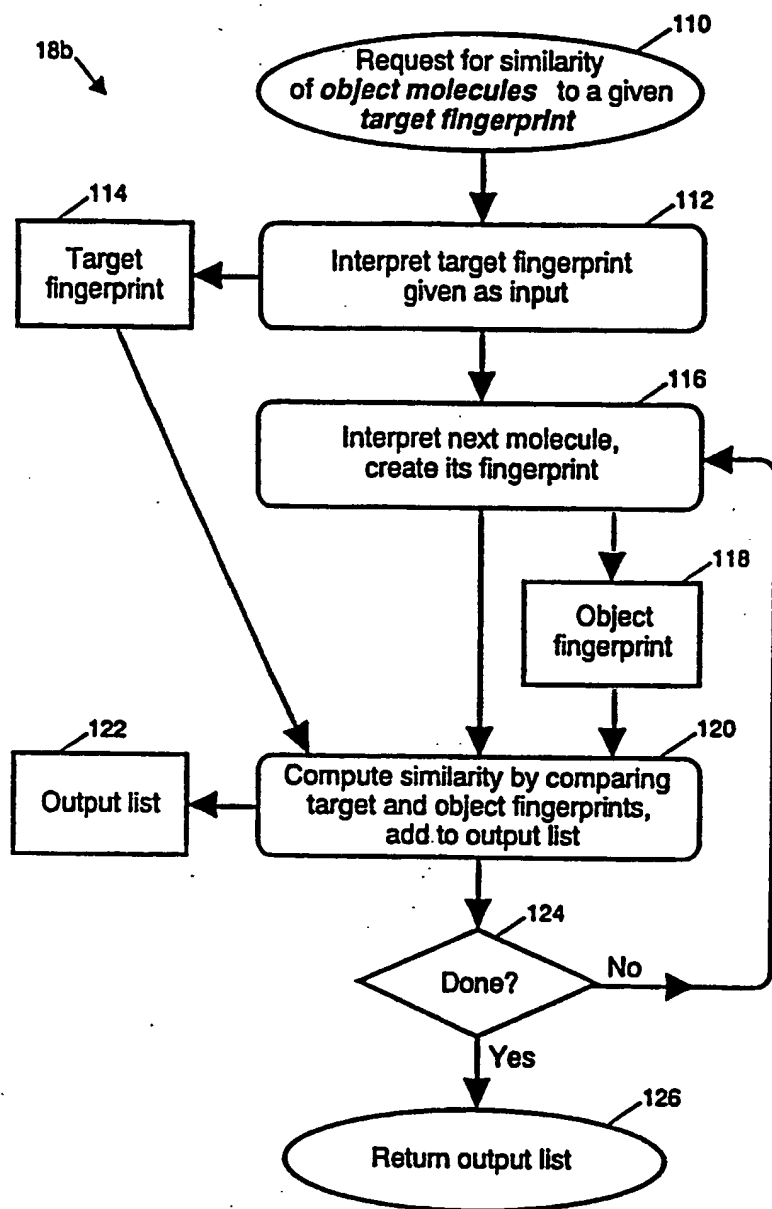 18b
110
Request for similarity
of object molecules to a given
target fingerprint
114
112
Target
fingerprint
Interpret target fingerprint
given as input
116
Interpret next molecule,
create its fingerprint
118
Object
fingerprint
122
120
Output list
Compute similarity by comparing
target and object fingerprints,
add to output list
124
Done?
No
Yes
126
Return output list